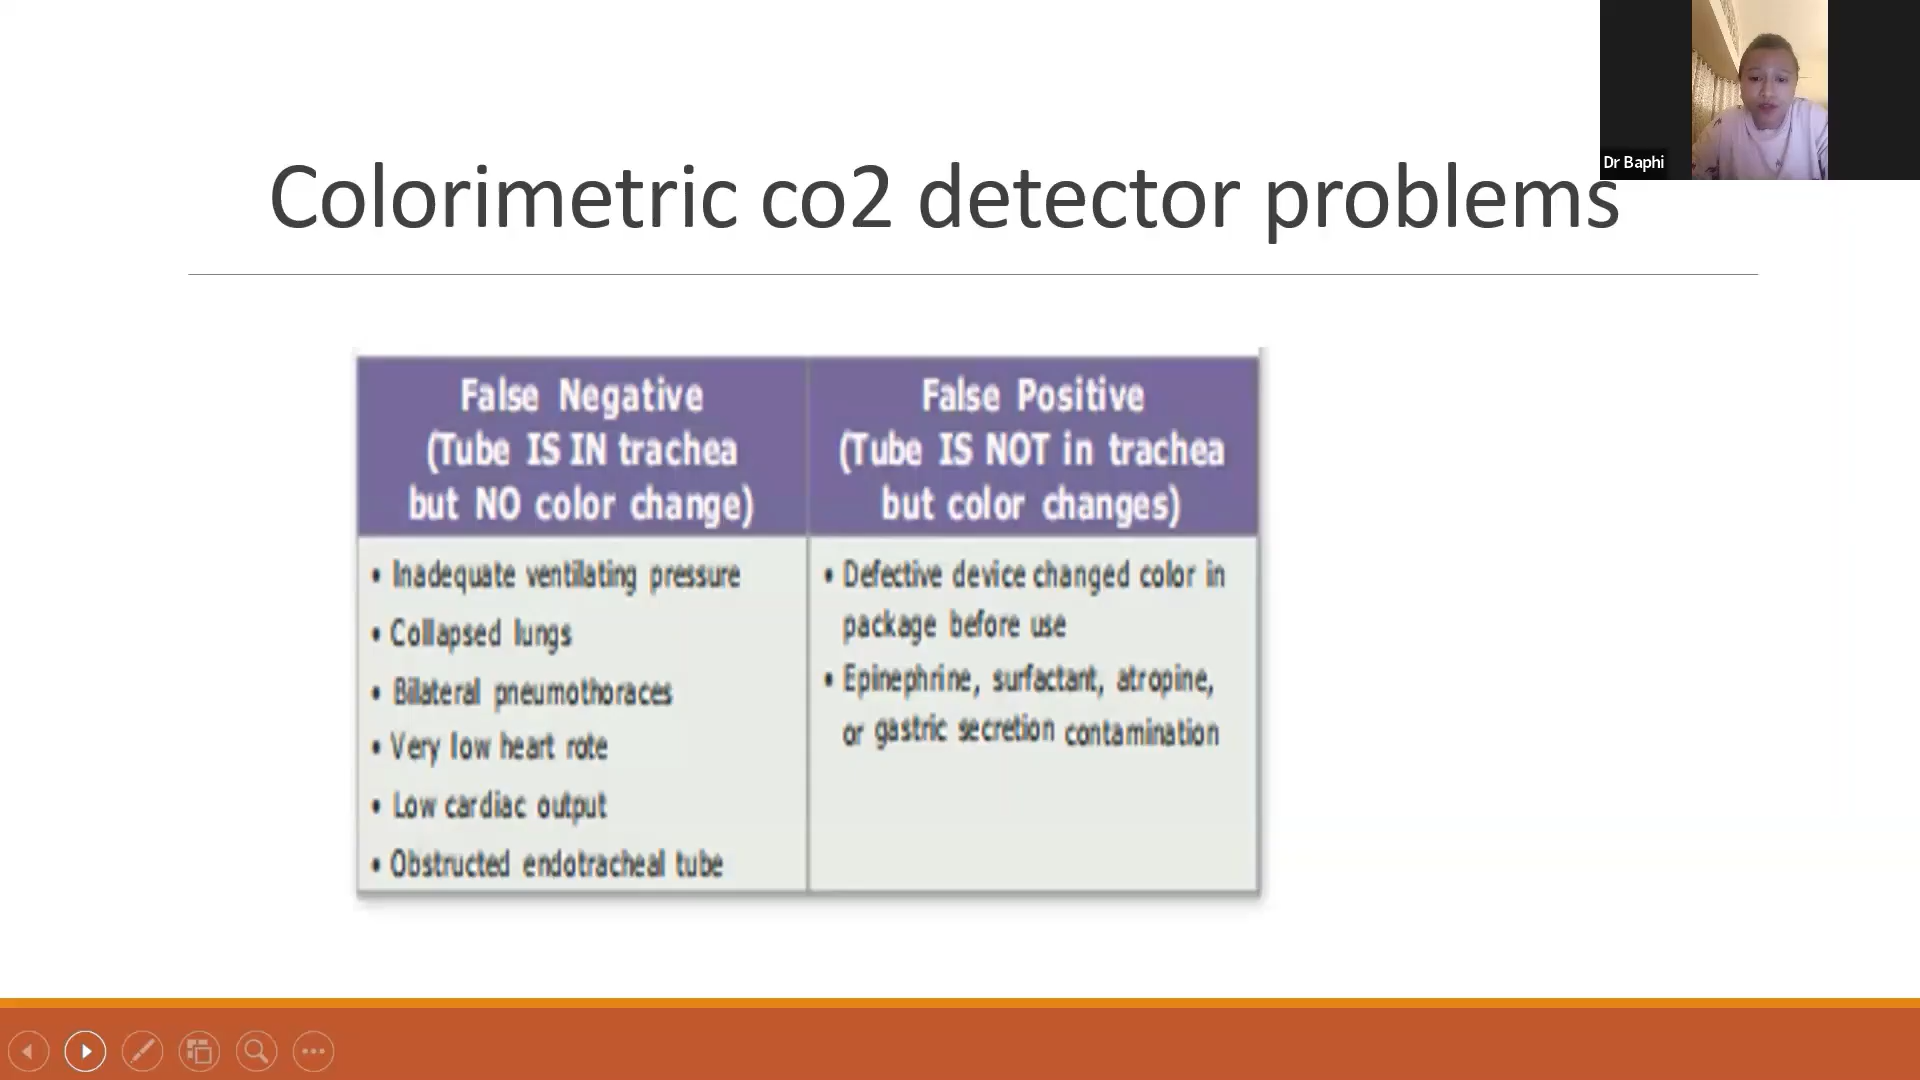 Dr Baphi
Colorimetric co2 detector problems
False Negative
(Tube IS IN trachea
but NO color change)
• Inadequate ventilating pressure
• Collapsed lungs
• Bilateral pneumothoraces
• Very low heart rote
• Low cardiac output
• Obstructed endotracheal tube
False Positive
(Tube IS NOT in trachea
but color changes)
• Defective device changed color in
package before use
• Epinephrine, surfactant, atropine,
or gastric secretion contamination